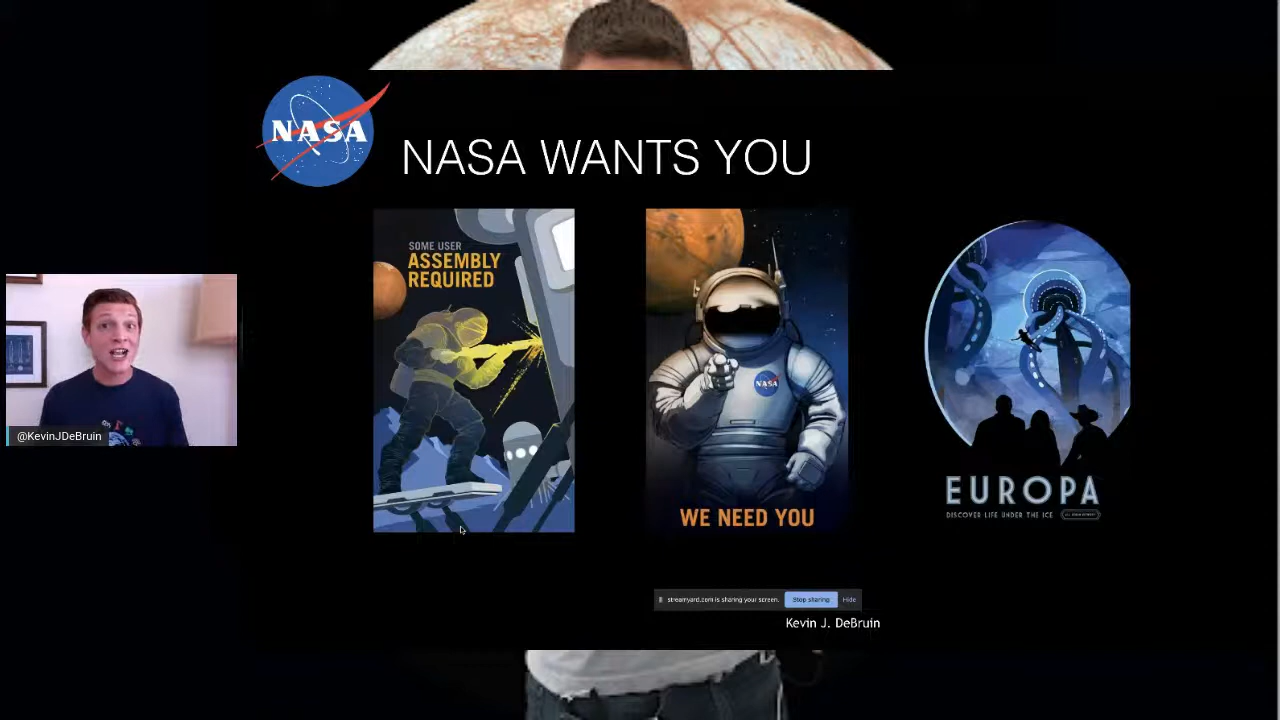 NASA
NASA WANTS YOU
SOME USER
ASSEMBLY
REQUIRED
NASA
WE NEED YOU
EUROPA
DISCOVER LIFE UNDER THE ICE
@KevinJDeBruin
streamyard.com is sharing your screen.
Stop sharing
Hide
Kevin J. DeBruin